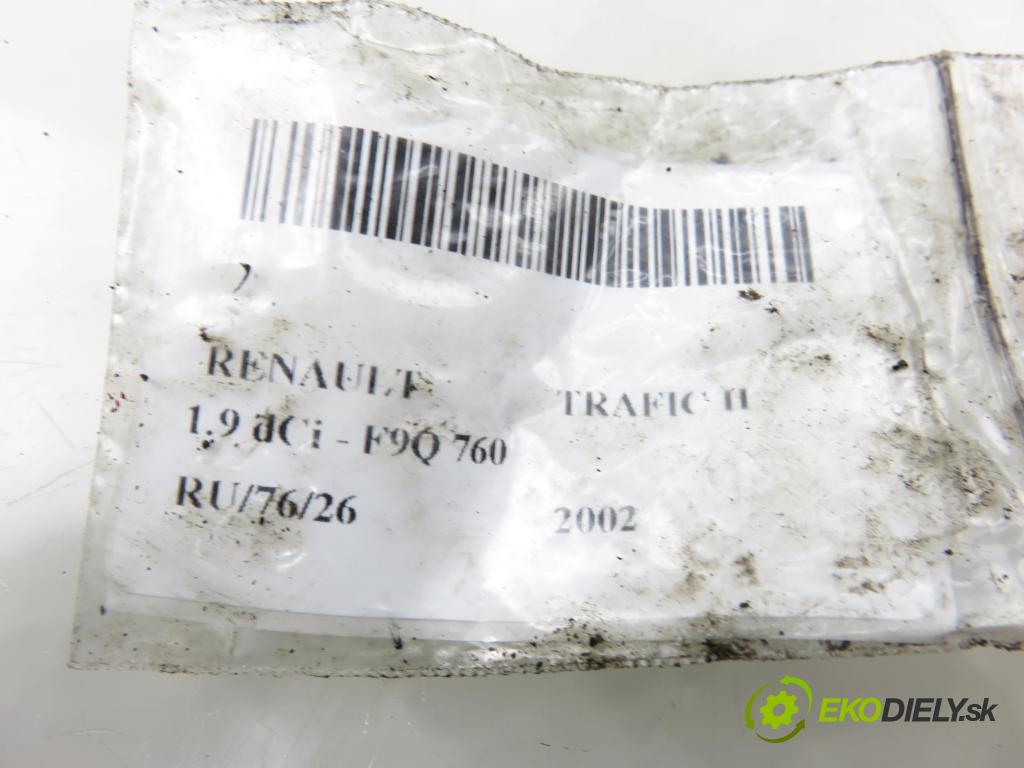 RENAULT TRAFIC II
1.9 dCi - F9Q 760
RU/76/26 2002
EKODIELY.sk